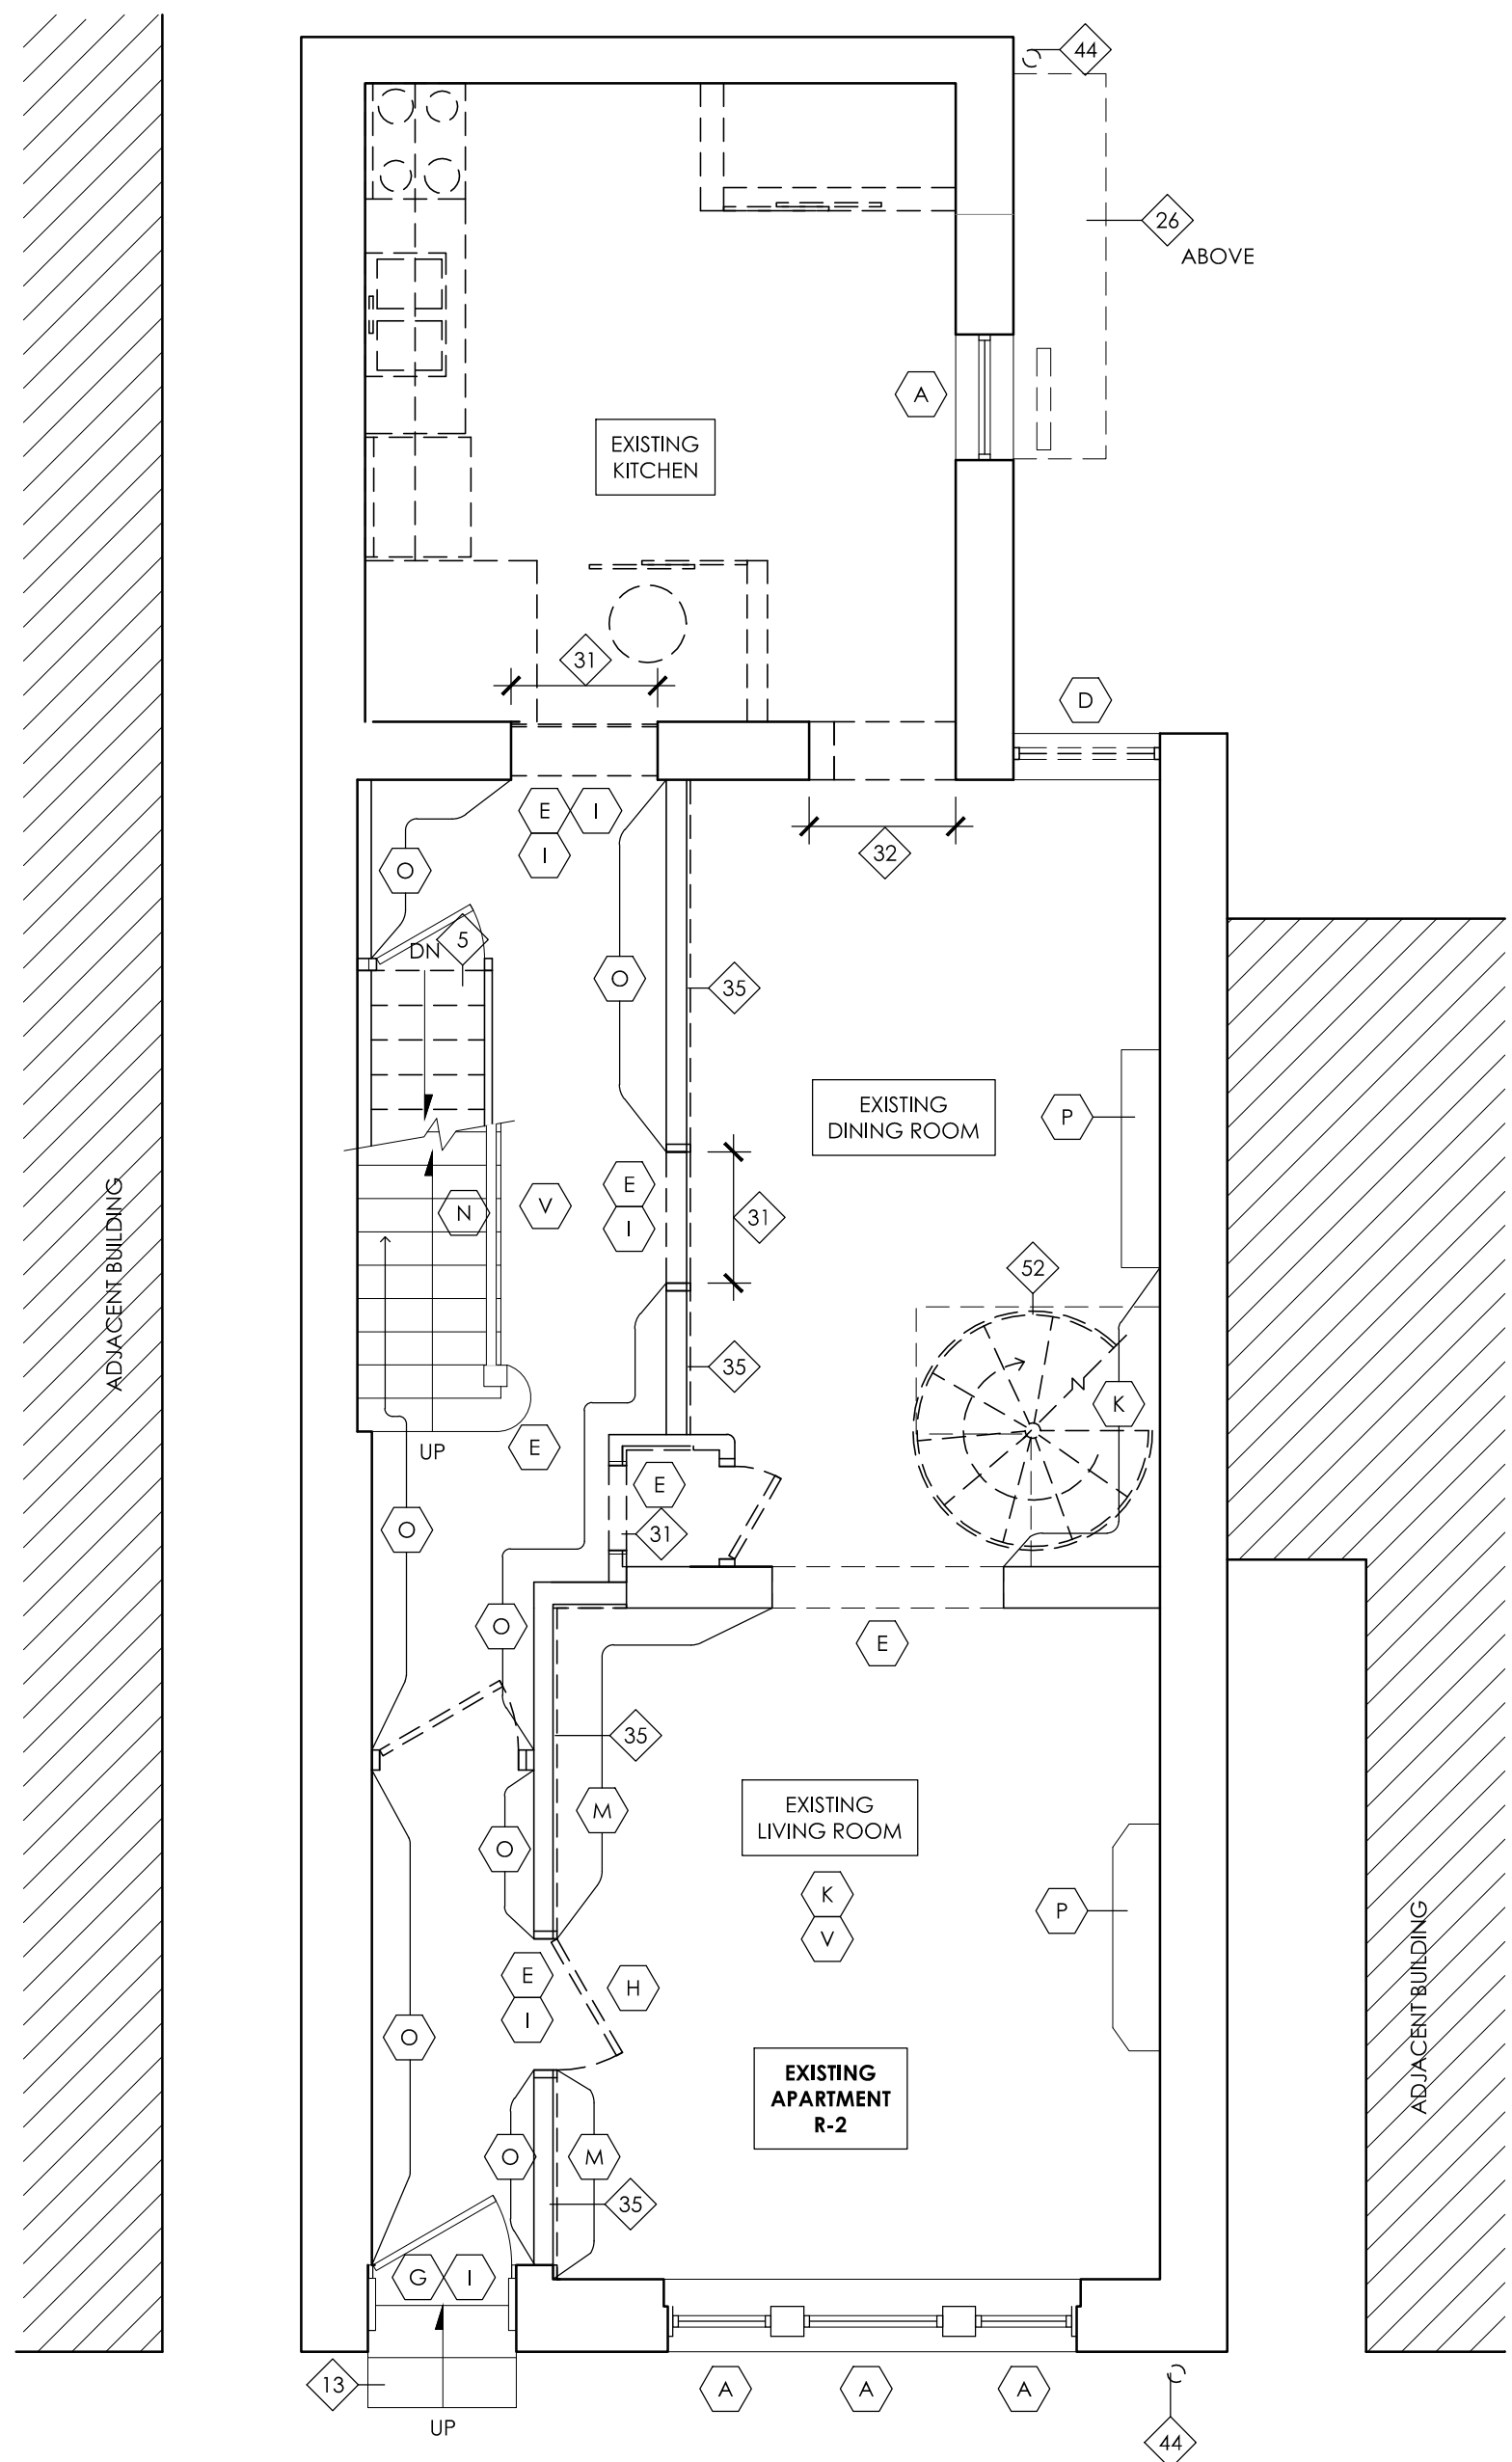 44
26
ABOVE
A
EXISTING
KITCHEN
31
D
E I
I
32
O
DN
5
O
35
EXISTING
DINING ROOM
P
ADJACENT BUILDING
N
V
E
I
31
52
35
K
UP
E
E
O
31
O
E
35
M
EXISTING
LIVING ROOM
O
K
V
P
E
I
H
O
ADJACENT BUILDING
EXISTING
APARTMENT
R-2
O
M
35
G I
13
A
A
A
UP
44